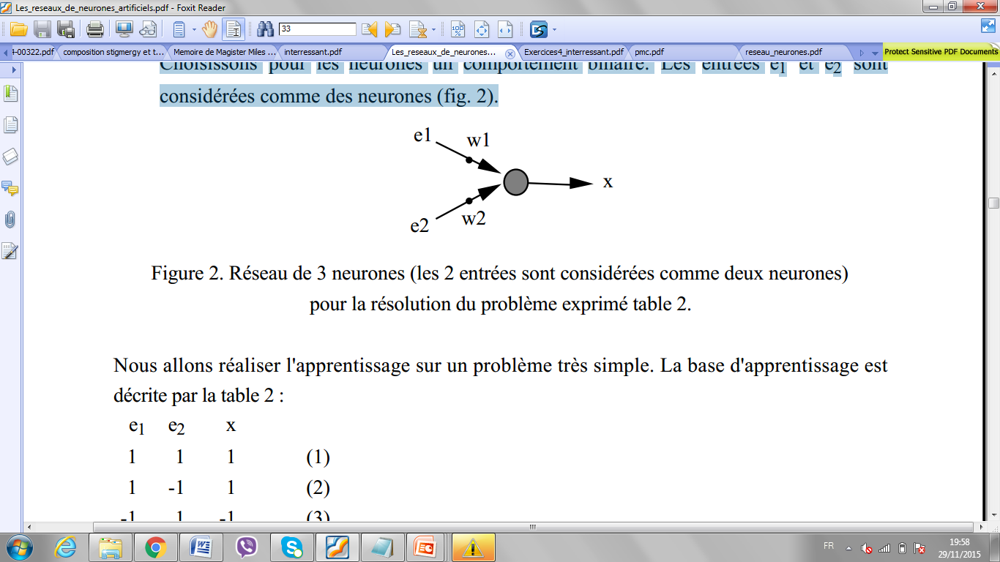 Les_reseaux_de_neurones_artificiels.pdf - Foxit Reader
33
4-00322.pdf composition stigmergy et t... Memoire de Magister Miles ... interressant.pdf Les_reseaux_de_neurones... Exercices4_interressant.pdf pmc.pdf reseau_neurones.pdf Protect Sensitive PDF Documents
Choisissons pour les neurones un comportement binaire. Les entrées e1 et e2 sont
considérées comme des neurones (fig. 2).
e1 w1
x
e2 w2
Figure 2. Réseau de 3 neurones (les 2 entrées sont considérées comme deux neurones)
pour la résolution du problème exprimé table 2.
Nous allons réaliser l'apprentissage sur un problème très simple. La base d'apprentissage est
décrite par la table 2 :
e1 e2 x
1 1 1 (1)
1 -1 1 (2)
-1 1 -1 (3)
FR 19:58
29/11/2015